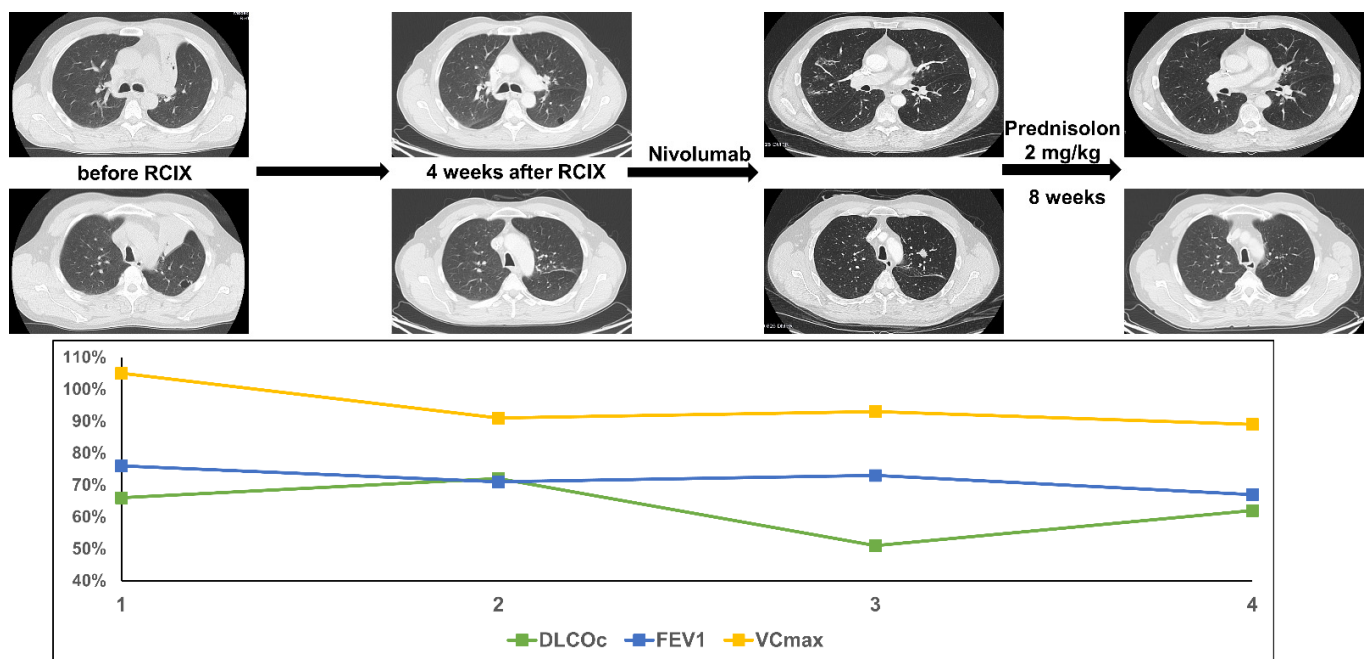 before RCIX
4 weeks after RCIX
Nivolumab
Prednisolon
2 mg/kg
8 weeks
110%
100%
90%
80%
70%
60%
50%
40%
1 2 3 4
DLCOc FEV1 VCmax